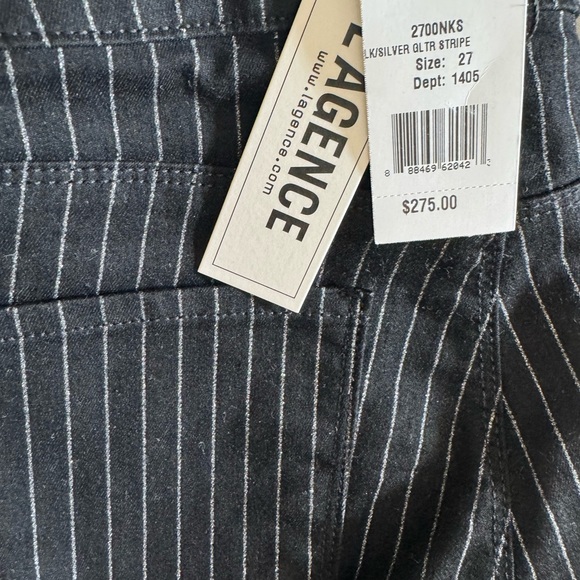 L'AGENCE
www.lagence.com
2700NKS
LK/SILVER GLTR STRIPE
Size: 27
Dept: 1405
8 88469 62042
$275.00